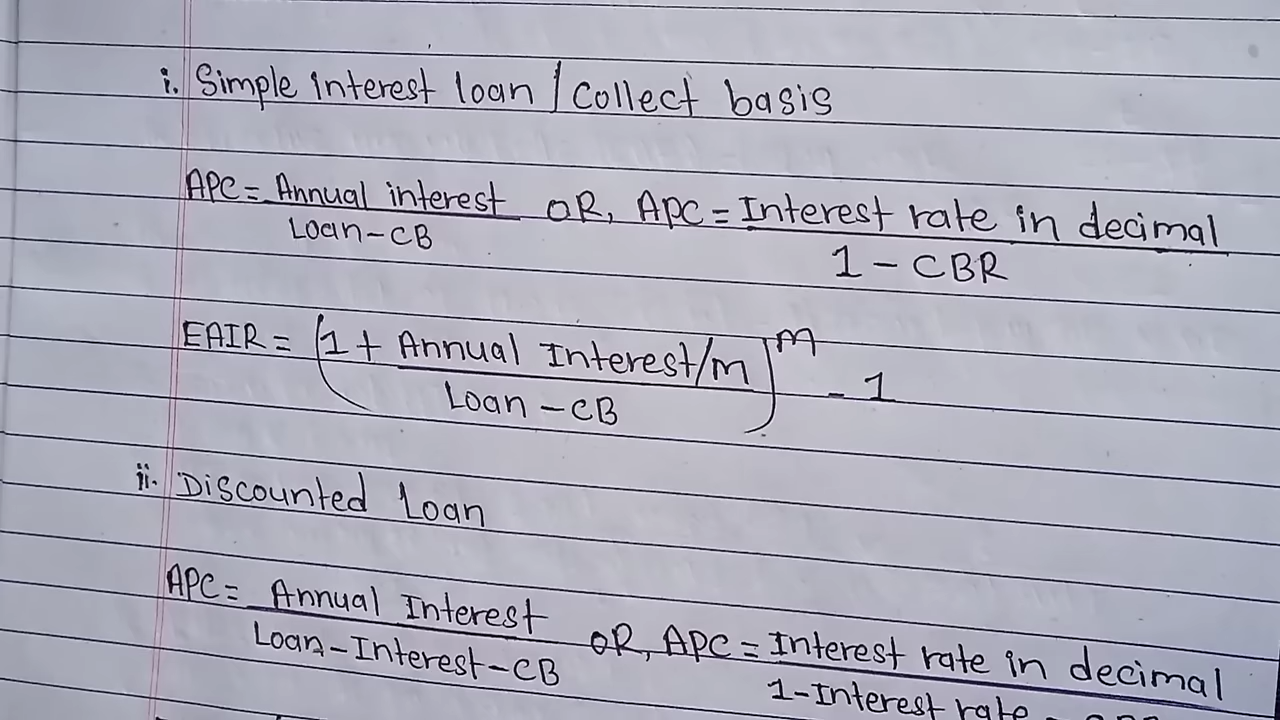 i. Simple interest loan / collect basis
APC = Annual interest / Loan - CB OR, APC = Interest rate in decimal / 1 - CBR
EAIR = (1 + Annual Interest/m / Loan - CB)^m - 1
ii. Discounted Loan
APC = Annual Interest / Loan - Interest - CB OR, APC = Interest rate in decimal / 1 - Interest rate